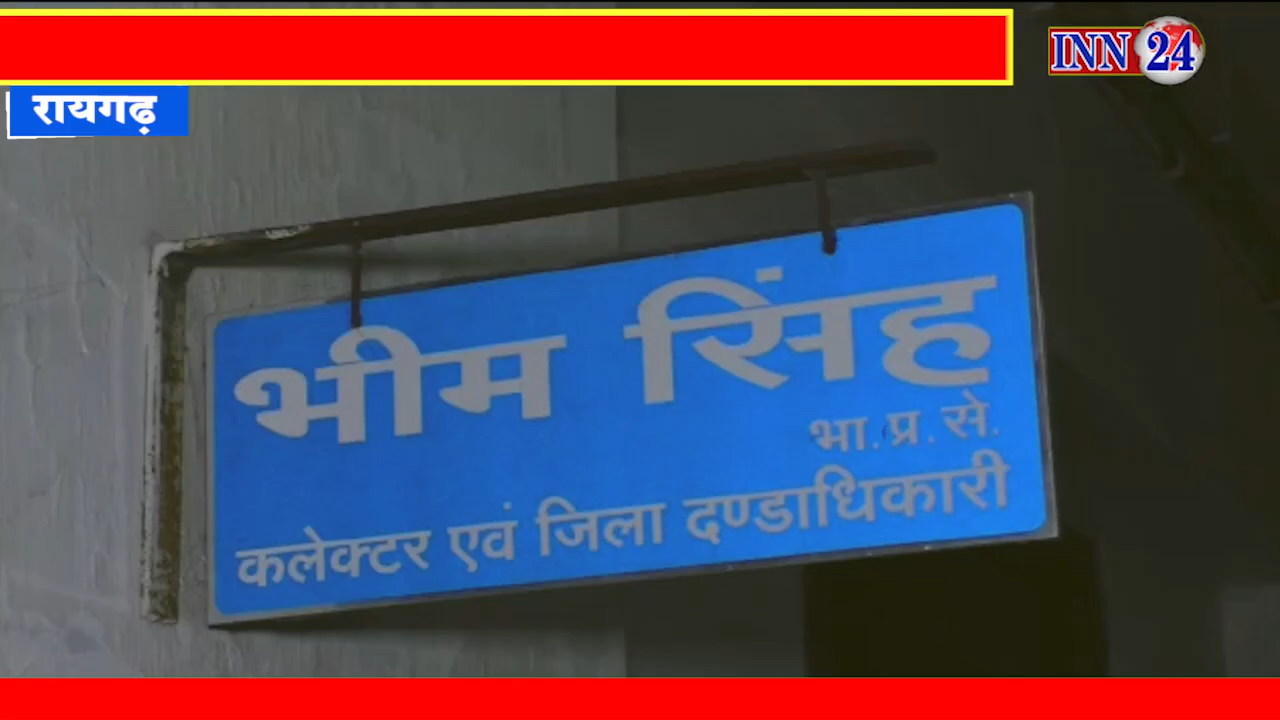 INN 24
रायगढ़
भीम सिंह
भा.प्र.से.
कलेक्टर एवं जिला दण्डाधिकारी